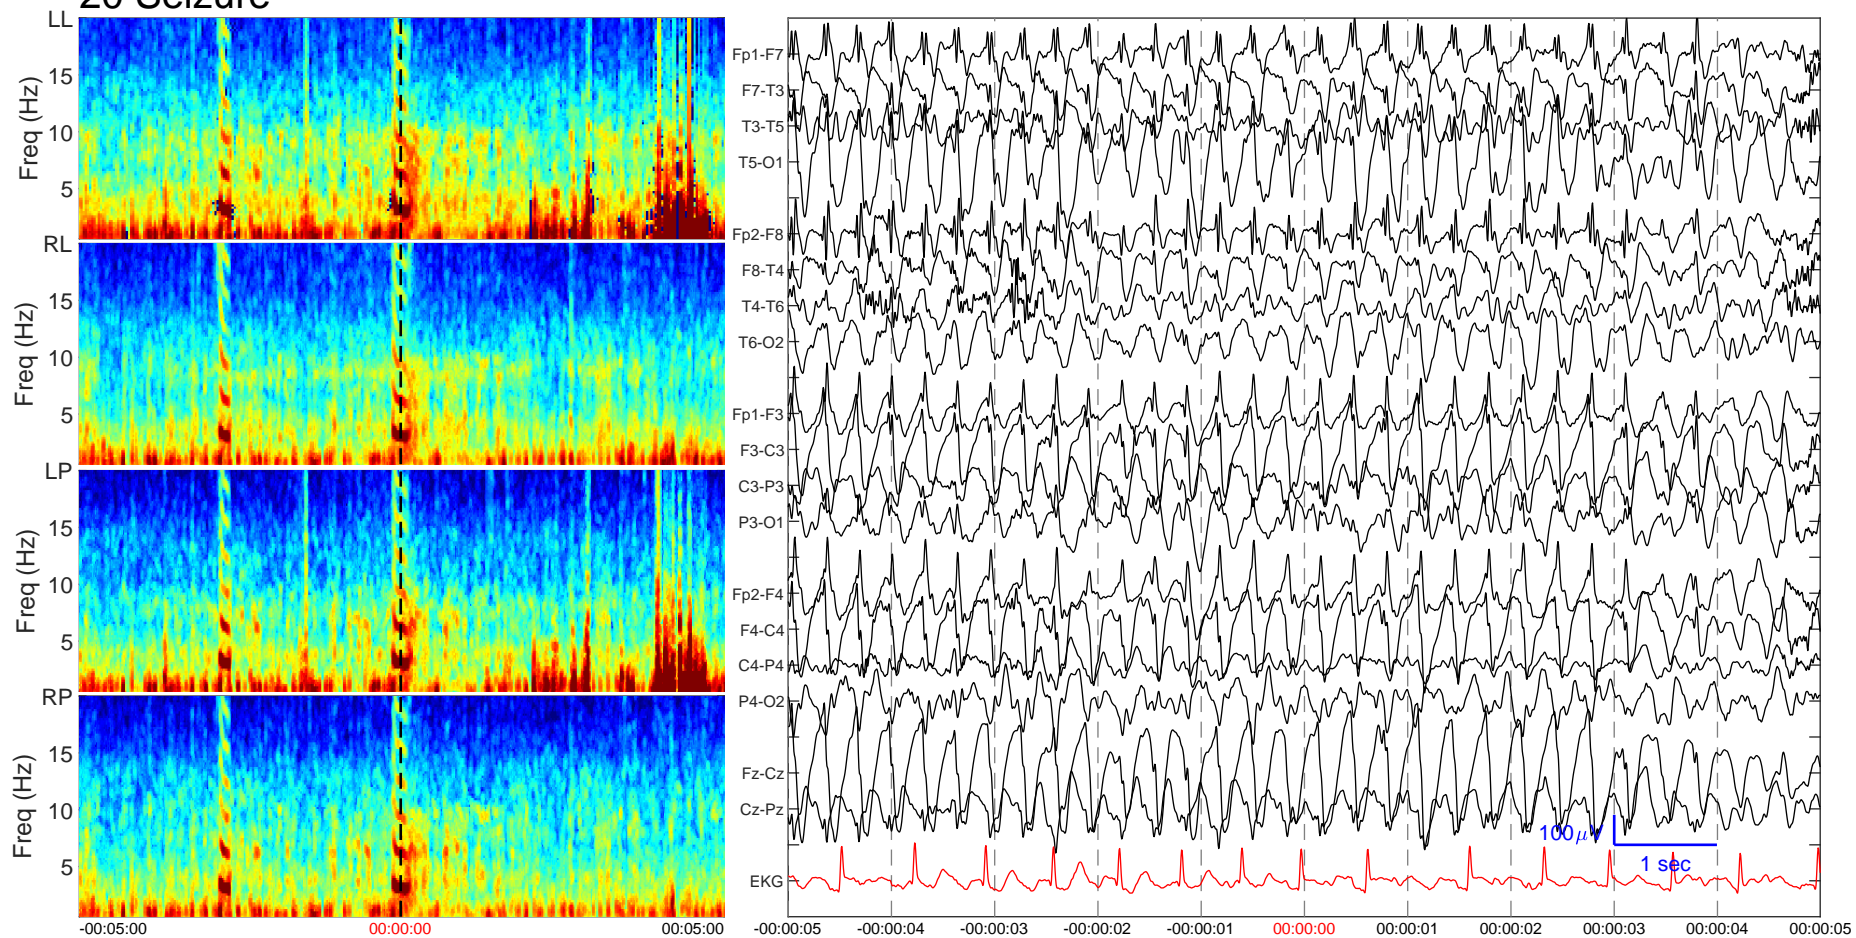 20 Seizure
LL
Freq (Hz)
15
10
5
RL
Freq (Hz)
15
10
5
LP
Freq (Hz)
15
10
5
RP
Freq (Hz)
15
10
5
-00:05:00
00:00:00
00:05:00
Fp1-F7
F7-T3
T3-T5
T5-O1
Fp2-F8
F8-T4
T4-T6
T6-O2
Fp1-F3
F3-C3
C3-P3
P3-O1
Fp2-F4
F4-C4
C4-P4
P4-O2
Fz-Cz
Cz-Pz
EKG
100μV
1 sec
-00:00:05
-00:00:04
-00:00:03
-00:00:02
-00:00:01
00:00:00
00:00:01
00:00:02
00:00:03
00:00:04
00:00:05